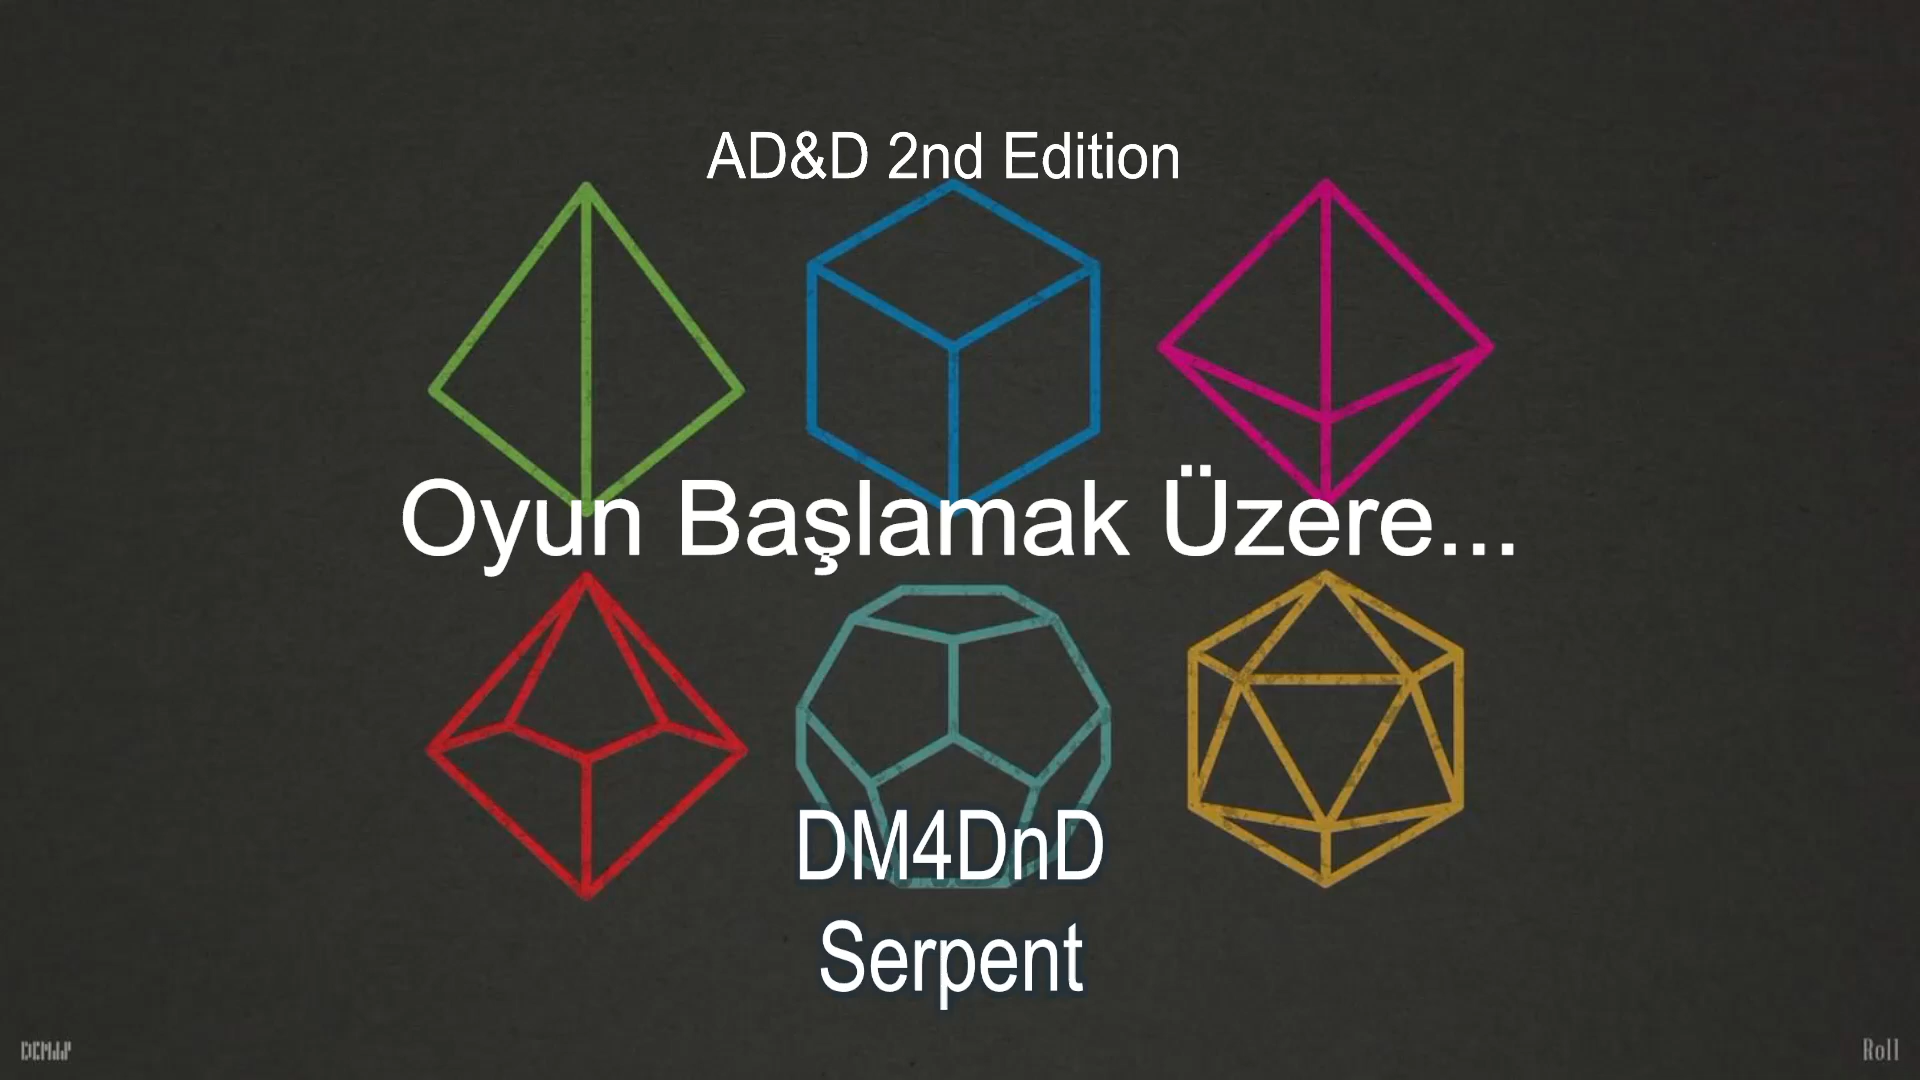 AD&D 2nd Edition
Oyun Başlamak Üzere...
DM4DnD
Serpent
Roll